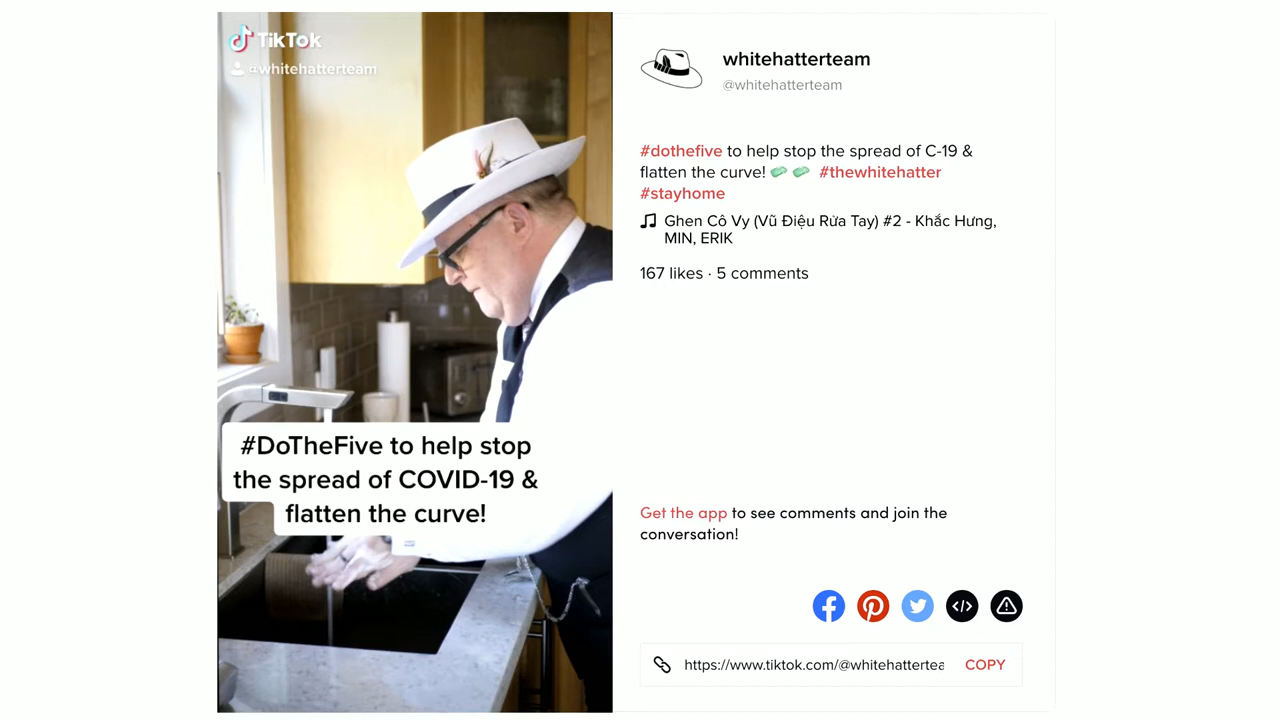 TikTok
@whitehatterteam
#DoTheFive to help stop
the spread of COVID-19 &
flatten the curve!
whitehatterteam
@whitehatterteam
#dothefive to help stop the spread of C-19 &
flatten the curve! 🧼 🧼 #thewhitehatter
#stayhome
Ghen Cô Vy (Vũ Điệu Rửa Tay) #2 - Khắc Hưng,
MIN, ERIK
167 likes · 5 comments
Get the app to see comments and join the
conversation!
https://www.tiktok.com/@whitehattertea
COPY